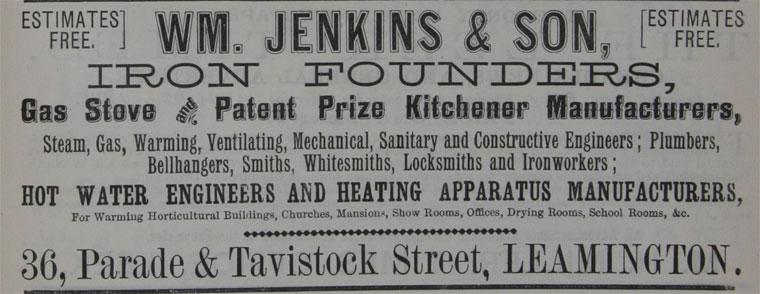 ESTIMATES FREE.] WM. JENKINS & SON, [ESTIMATES FREE.
IRON FOUNDERS,
Gas Stove and Patent Prize Kitchener Manufacturers,
Steam, Gas, Warming, Ventilating, Mechanical, Sanitary and Constructive Engineers; Plumbers,
Bellhangers, Smiths, Whitesmiths, Locksmiths and Ironworkers;
HOT WATER ENGINEERS AND HEATING APPARATUS MANUFACTURERS,
For Warming Horticultural Buildings, Churches, Mansions, Show Rooms, Offices, Drying Rooms, School Rooms, &c.
36, Parade & Tavistock Street, LEAMINGTON.